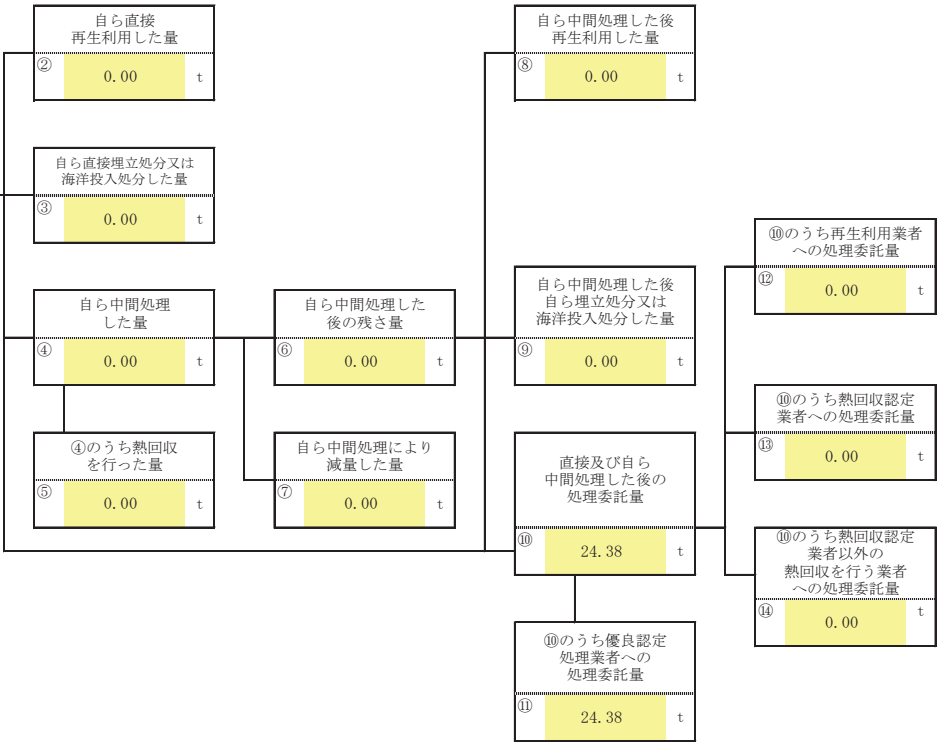 自ら直接
再生利用した量
② 0.00 t
自ら直接埋立処分又は
海洋投入処分した量
③ 0.00 t
自ら中間処理
した量
④ 0.00 t
④のうち熱回収
を行った量
⑤ 0.00 t
自ら中間処理した
後の残さ量
⑥ 0.00 t
自ら中間処理により
減量した量
⑦ 0.00 t
自ら中間処理した後
再生利用した量
⑧ 0.00 t
自ら中間処理した後
自ら埋立処分又は
海洋投入処分した量
⑨ 0.00 t
直接及び自ら
中間処理した後の
処理委託量
⑩ 24.38 t
⑩のうち優良認定
処理業者への
処理委託量
⑪ 24.38 t
⑩のうち再生利用業者
への処理委託量
⑫ 0.00 t
⑩のうち熱回収認定
業者への処理委託量
⑬ 0.00 t
⑩のうち熱回収認定
業者以外の
熱回収を行う業者
への処理委託量
⑭ 0.00 t